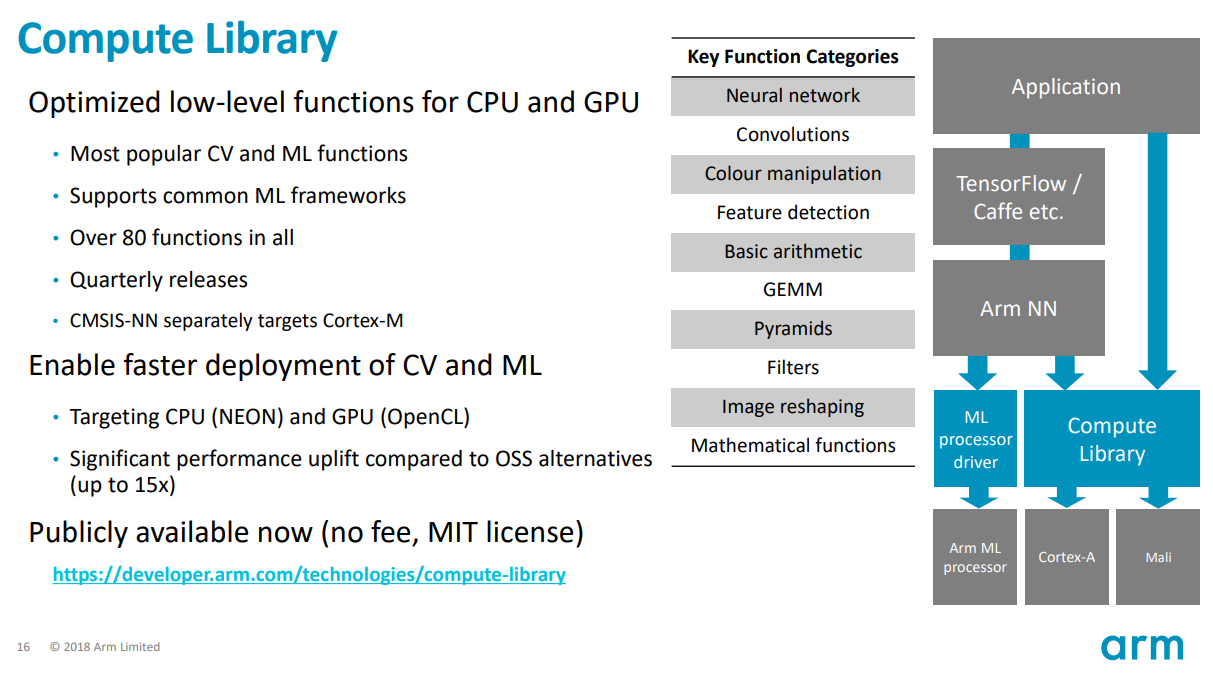 Compute Library
Optimized low-level functions for CPU and GPU
• Most popular CV and ML functions
• Supports common ML frameworks
• Over 80 functions in all
• Quarterly releases
• CMSIS-NN separately targets Cortex-M
Enable faster deployment of CV and ML
• Targeting CPU (NEON) and GPU (OpenCL)
• Significant performance uplift compared to OSS alternatives
(up to 15x)
Publicly available now (no fee, MIT license)
https://developer.arm.com/technologies/compute-library
Key Function Categories
Neural network
Convolutions
Colour manipulation
Feature detection
Basic arithmetic
GEMM
Pyramids
Filters
Image reshaping
Mathematical functions
Application
TensorFlow /
Caffe etc.
Arm NN
ML
processor
driver
Compute
Library
Arm ML
processor
Cortex-A
Mali
16 © 2018 Arm Limited
arm